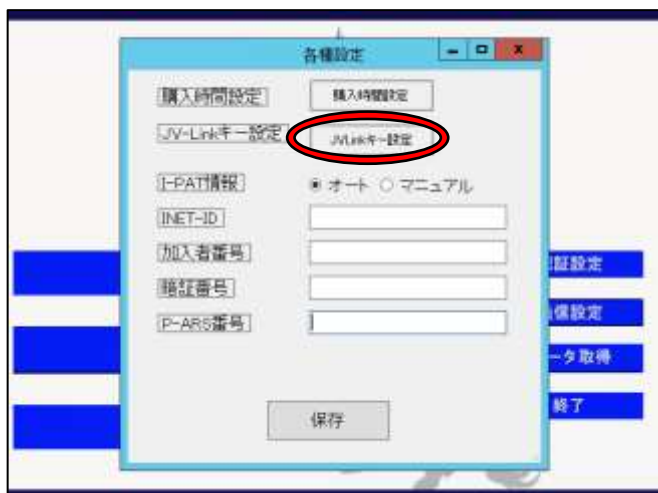 各種設定
購入時間設定 購入時間設定
JV-Linkキー設定 JVLinkキー設定
I-PAT情報 オート マニュアル
INET-ID
加入者番号
暗証番号
P-ARS番号
保存
証設定
設定
ータ取得
終了